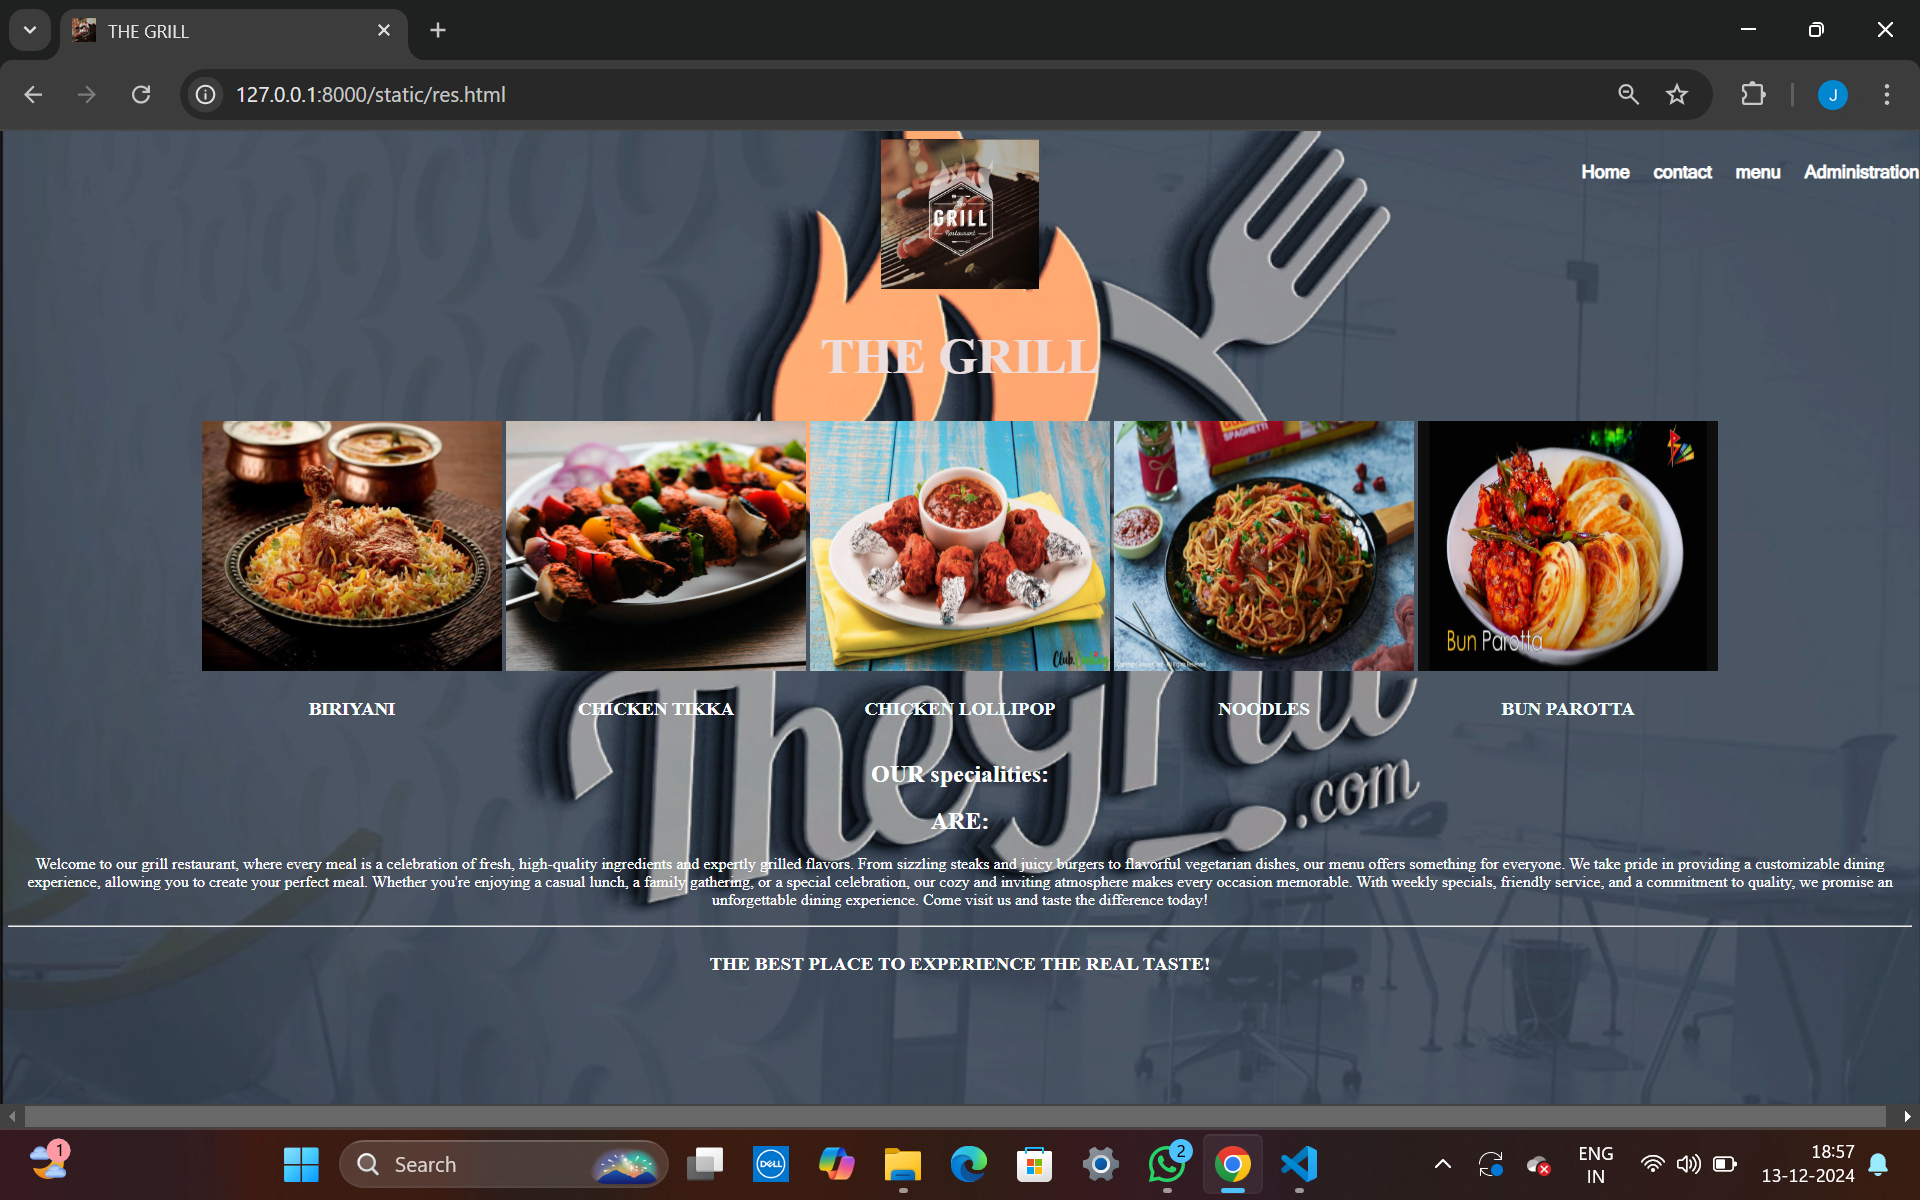 THE GRILL
127.0.0.1:8000/static/res.html
J
Home contact menu Administration
The
GRILL
Restaurant
THE GRILL
SPAGHETTI
Bun Parotta
BIRIYANI CHICKEN TIKKA CHICKEN LOLLIPOP NOODLES BUN PAROTTA
TheGrill
.com
OUR specialities:
ARE:
Welcome to our grill restaurant, where every meal is a celebration of fresh, high-quality ingredients and expertly grilled flavors. From sizzling steaks and juicy burgers to flavorful vegetarian dishes, our menu offers something for everyone. We take pride in providing a customizable dining
experience, allowing you to create your perfect meal. Whether you're enjoying a casual lunch, a family gathering, or a special celebration, our cozy and inviting atmosphere makes every occasion memorable. With weekly specials, friendly service, and a commitment to quality, we promise an
unforgettable dining experience. Come visit us and taste the difference today!
THE BEST PLACE TO EXPERIENCE THE REAL TASTE!
1
Search
DELL
2
ENG
IN
18:57
13-12-2024